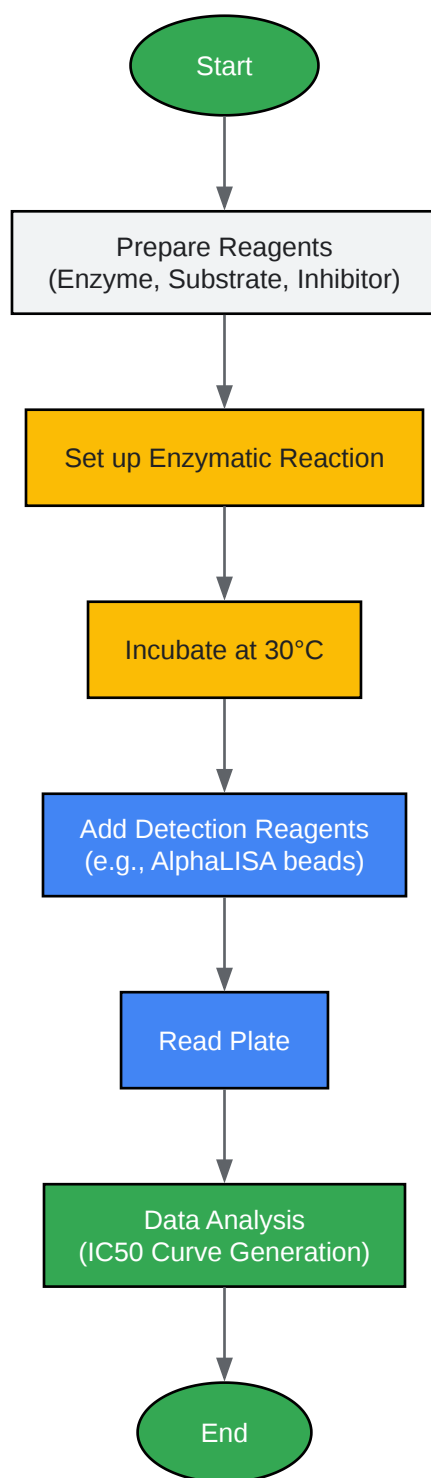 Start
Prepare Reagents
(Enzyme, Substrate, Inhibitor)
Set up Enzymatic Reaction
Incubate at 30°C
Add Detection Reagents
(e.g., AlphaLISA beads)
Read Plate
Data Analysis
(IC50 Curve Generation)
End